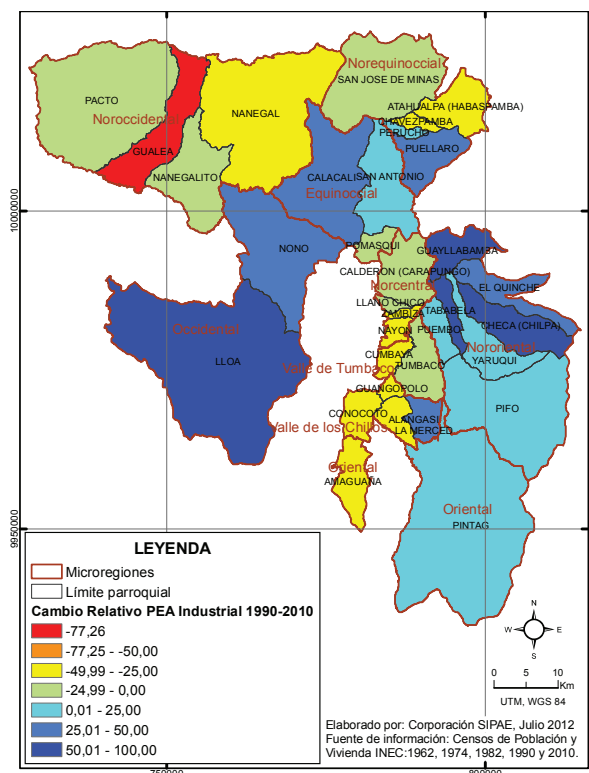 Norequinoccial
SAN JOSE DE MINAS
PACTO
NANEGAL
ATAHUALPA (HABASPAMBA)
Noroccidental
CHAVEZPAMBA
PERUCHO
GUALEA
PUELLARO
NANEGALITO
CALACALI
SAN ANTONIO
Equinoccial
10000000
NONO
POMASQUI
GUAYLLABAMBA
CALDERON (CARAPUNGO)
Norcentral
EL QUINCHE
LLANO CHICO
ZAMBIZA
TABABELA
CHECA (CHILPA)
Occidental
NAYON
PUEMBO
Nororiental
LLOA
CUMBAYA
YARUQUI
Valle de Tumbaco
TUMBACO
GUANGOPOLO
PIFO
CONOCOTO
ALANGASI
Valle de los Chillos
LA MERCED
Oriental
AMAGUAÑA
Oriental
PINTAG
9950000
LEYENDA
Microregiones
Límite parroquial
Cambio Relativo PEA Industrial 1990-2010
-77,26
-77,25 - -50,00
-49,99 - -25,00
-24,99 - 0,00
0,01 - 25,00
25,01 - 50,00
50,01 - 100,00
N
W
E
S
0 5 10
Km
UTM, WGS 84
Elaborado por: Corporación SIPAE, Julio 2012
Fuente de información: Censos de Población y
Vivienda INEC:1962, 1974, 1982, 1990 y 2010.
750000
800000